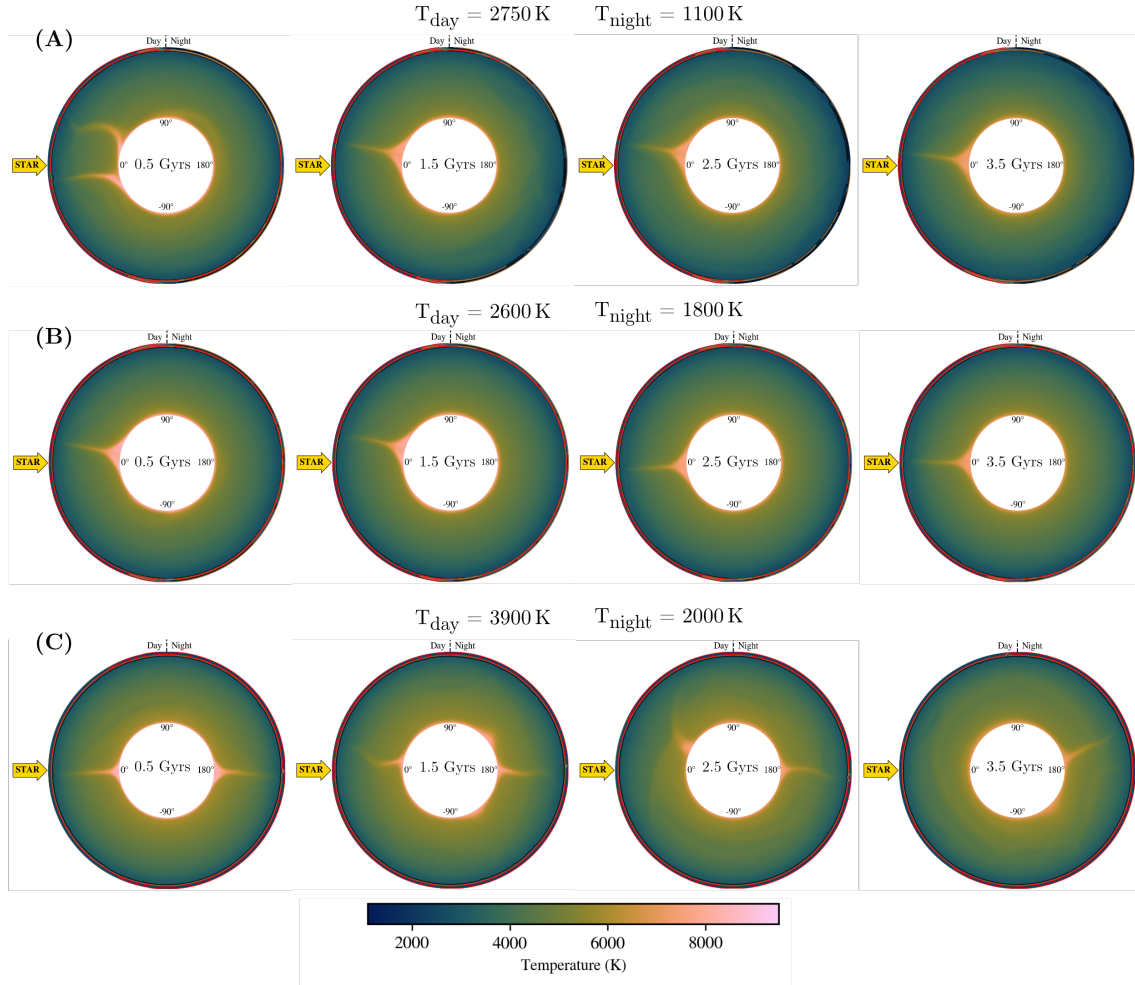 T_day = 2750 K T_night = 1100 K
(A)
Day Night Day Night Day Night Day Night
90° 90° 90° 90°
STAR 0° 0.5 Gyrs 180° STAR 0° 1.5 Gyrs 180° STAR 0° 2.5 Gyrs 180° STAR 0° 3.5 Gyrs 180°
-90° -90° -90° -90°
T_day = 2600 K T_night = 1800 K
(B)
Day Night Day Night Day Night Day Night
90° 90° 90° 90°
STAR 0° 0.5 Gyrs 180° STAR 0° 1.5 Gyrs 180° STAR 0° 2.5 Gyrs 180° STAR 0° 3.5 Gyrs 180°
-90° -90° -90° -90°
T_day = 3900 K T_night = 2000 K
(C)
Day Night Day Night Day Night Day Night
90° 90° 90° 90°
STAR 0° 0.5 Gyrs 180° STAR 0° 1.5 Gyrs 180° STAR 0° 2.5 Gyrs 180° STAR 0° 3.5 Gyrs 180°
-90° -90° -90° -90°
2000 4000 6000 8000
Temperature (K)